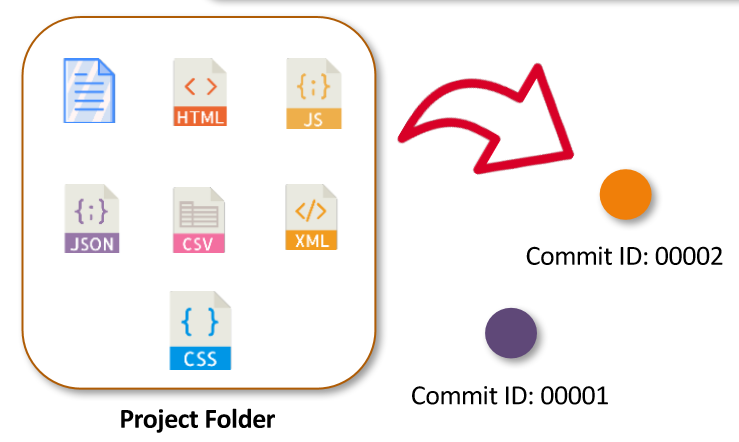 <> HTML
{;} JS
{;} JSON
CSV
</> XML
{ } CSS
Project Folder
Commit ID: 00002
Commit ID: 00001